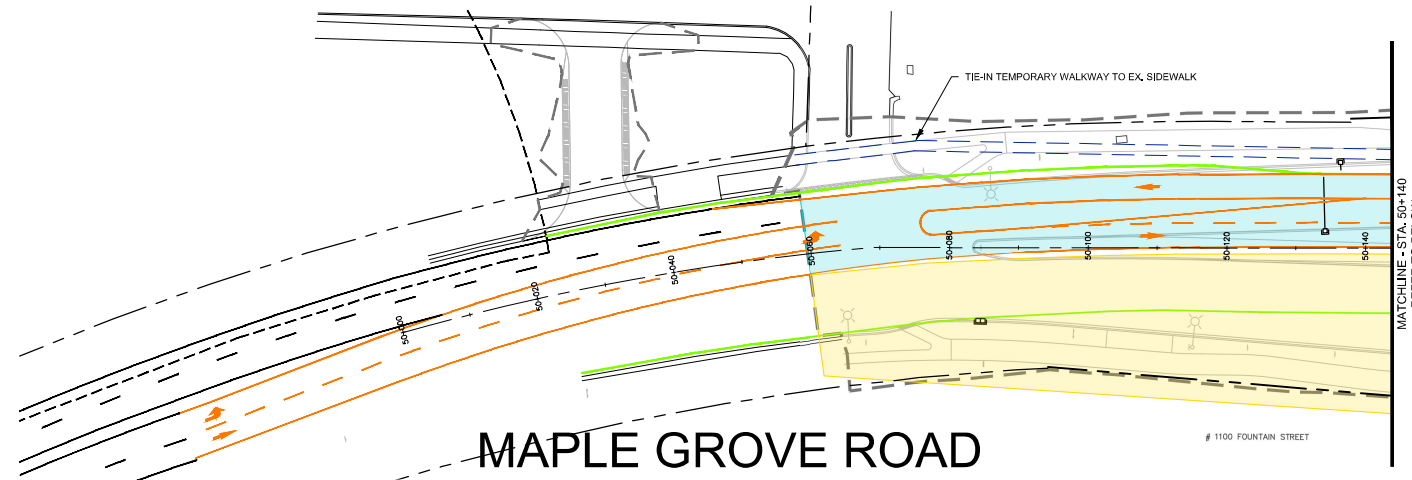 TIE-IN TEMPORARY WALKWAY TO EX. SIDEWALK
50+000
50+020
50+040
50+060
50+080
50+100
50+120
50+140
MATCHLINE - STA. 50+140
MAPLE GROVE ROAD
# 1100 FOUNTAIN STREET